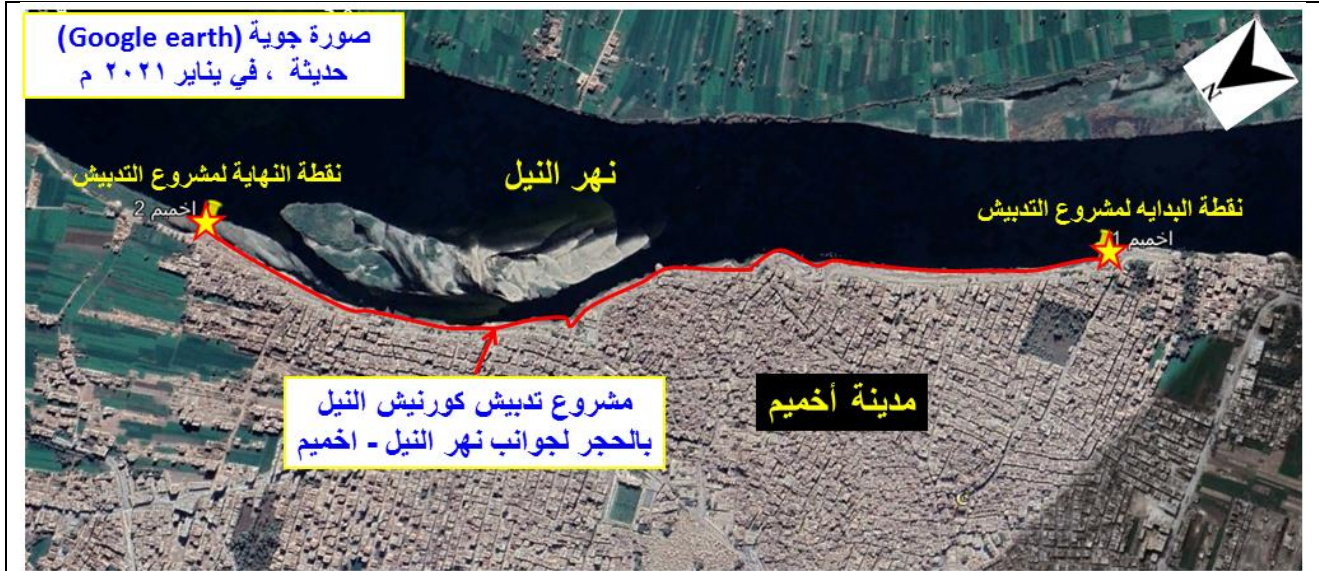 صورة جوية (Google earth)
حديثة ، في يناير ٢٠٢١ م
N
نهر النيل
نقطة النهاية لمشروع التدبيش
اخميم 2
نقطة البدايه لمشروع التدبيش
اخميم 1
مشروع تدبيش كورنيش النيل
بالحجر لجوانب نهر النيل - اخميم
مدينة أخميم